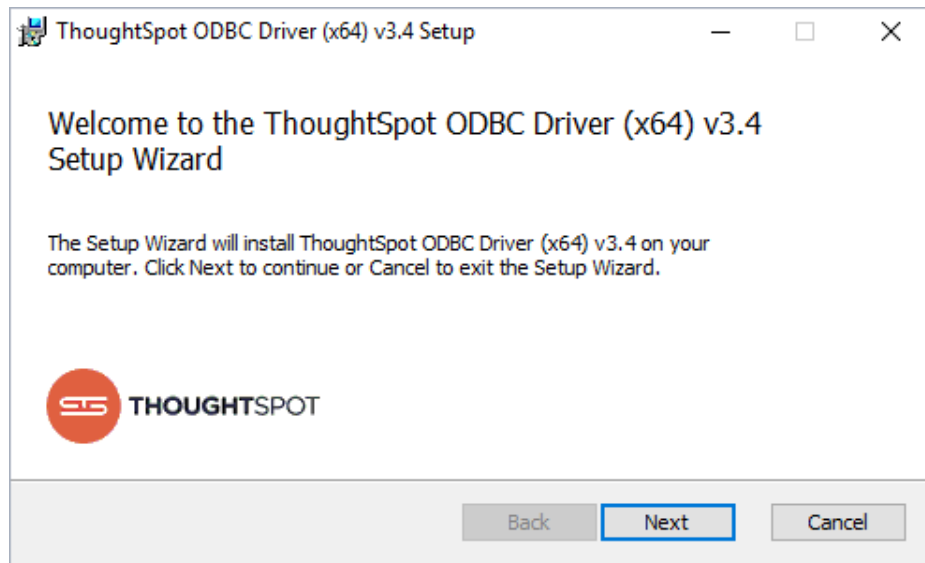 ThoughtSpot ODBC Driver (x64) v3.4 Setup
Welcome to the ThoughtSpot ODBC Driver (x64) v3.4
Setup Wizard
The Setup Wizard will install ThoughtSpot ODBC Driver (x64) v3.4 on your
computer. Click Next to continue or Cancel to exit the Setup Wizard.
THOUGHTSPOT
Back Next Cancel